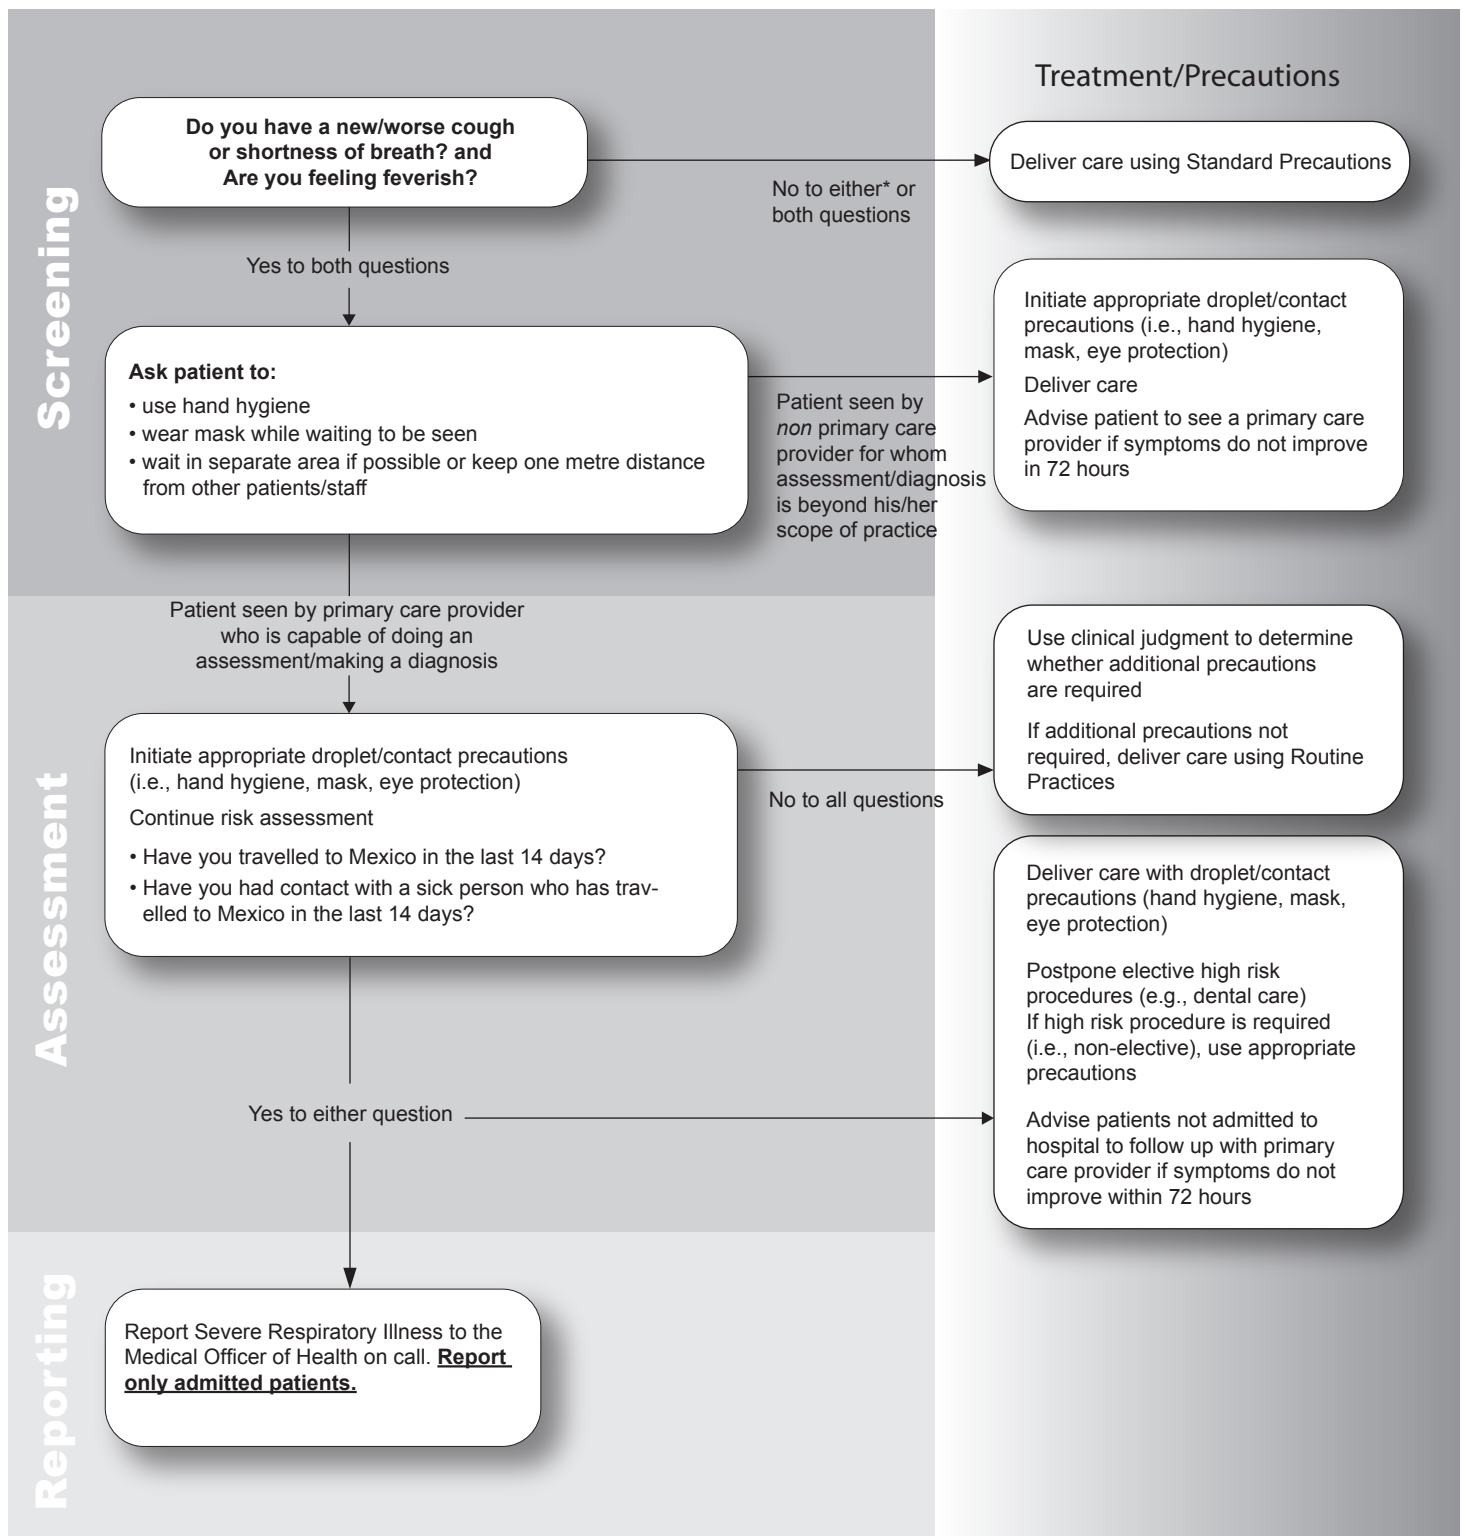 Treatment/Precautions
Screening
Do you have a new/worse cough
or shortness of breath? and
Are you feeling feverish?
No to either* or
both questions
Deliver care using Standard Precautions
Yes to both questions
Ask patient to:
• use hand hygiene
• wear mask while waiting to be seen
• wait in separate area if possible or keep one metre distance
from other patients/staff
Patient seen by
non primary care
provider for whom
assessment/diagnosis
is beyond his/her
scope of practice
Initiate appropriate droplet/contact
precautions (i.e., hand hygiene,
mask, eye protection)
Deliver care
Advise patient to see a primary care
provider if symptoms do not improve
in 72 hours
Assessment
Patient seen by primary care provider
who is capable of doing an
assessment/making a diagnosis
Initiate appropriate droplet/contact precautions
(i.e., hand hygiene, mask, eye protection)
Continue risk assessment
• Have you travelled to Mexico in the last 14 days?
• Have you had contact with a sick person who has trav-
elled to Mexico in the last 14 days?
No to all questions
Use clinical judgment to determine
whether additional precautions
are required
If additional precautions not
required, deliver care using Routine
Practices
Yes to either question
Deliver care with droplet/contact
precautions (hand hygiene, mask,
eye protection)
Postpone elective high risk
procedures (e.g., dental care)
If high risk procedure is required
(i.e., non-elective), use appropriate
precautions
Advise patients not admitted to
hospital to follow up with primary
care provider if symptoms do not
improve within 72 hours
Reporting
Report Severe Respiratory Illness to the
Medical Officer of Health on call. Report
only admitted patients.